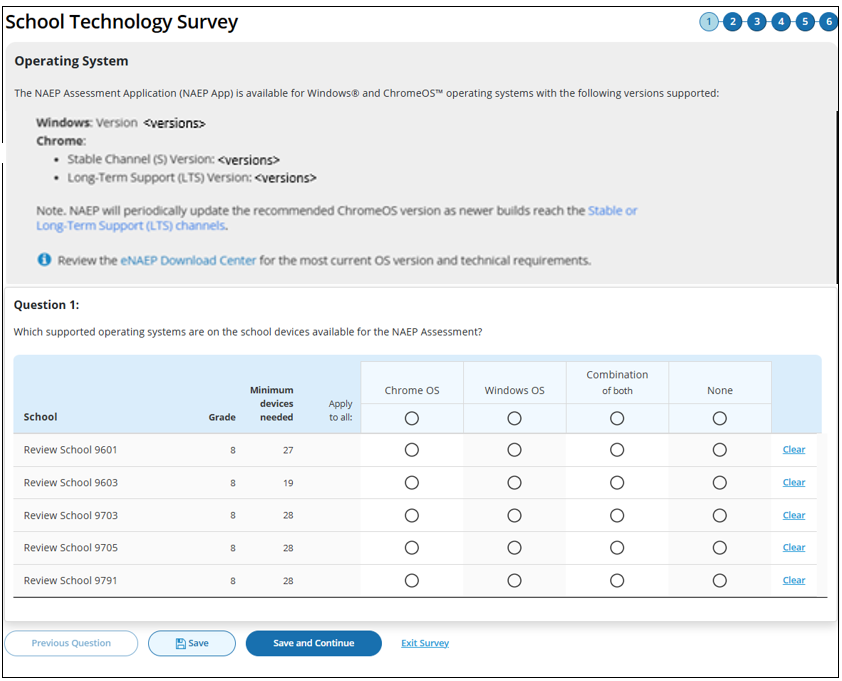 School Technology Survey
1 2 3 4 5 6
Operating System
The NAEP Assessment Application (NAEP App) is available for Windows® and ChromeOS™ operating systems with the following versions supported:
Windows: Version <versions>
Chrome:
• Stable Channel (S) Version: <versions>
• Long-Term Support (LTS) Version: <versions>
Note. NAEP will periodically update the recommended ChromeOS version as newer builds reach the Stable or
Long-Term Support (LTS) channels.
Review the eNAEP Download Center for the most current OS version and technical requirements.
Question 1:
Which supported operating systems are on the school devices available for the NAEP Assessment?
School Grade Minimum devices needed Apply to all: Chrome OS Windows OS Combination of both None
Review School 9601 8 27 Clear
Review School 9603 8 19 Clear
Review School 9703 8 28 Clear
Review School 9705 8 28 Clear
Review School 9791 8 28 Clear
Previous Question Save Save and Continue Exit Survey